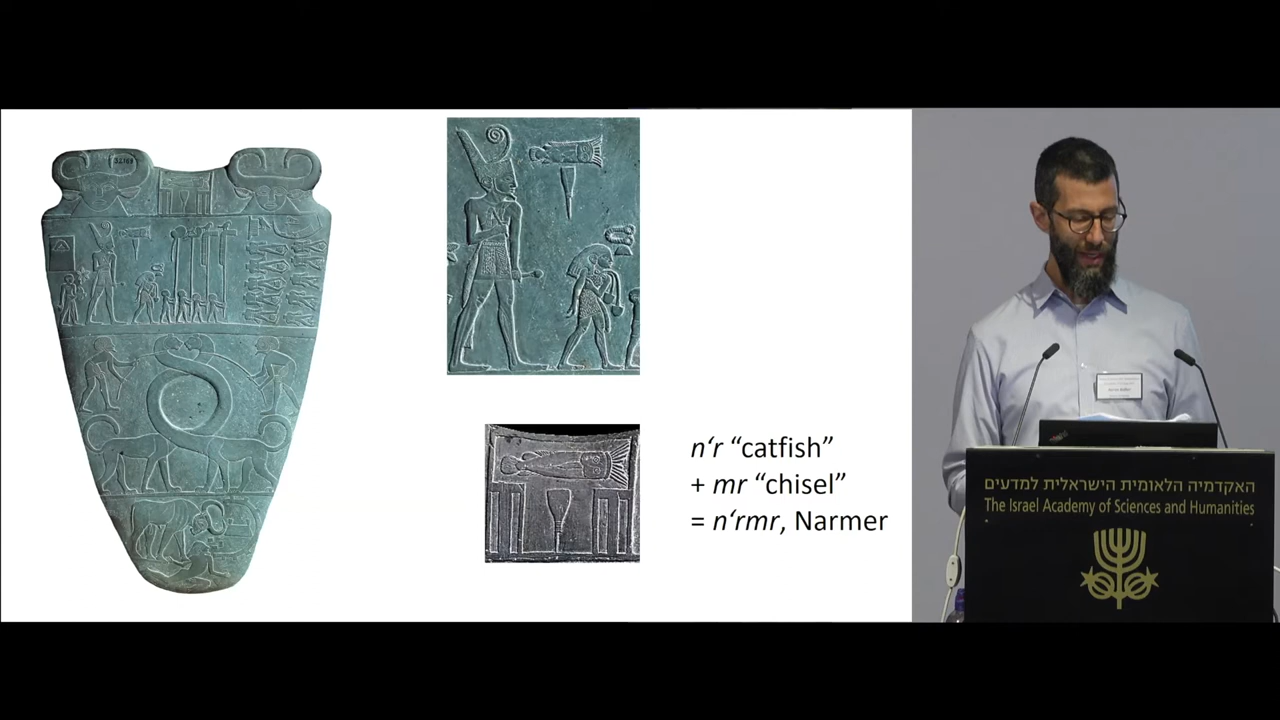 n‘r “catfish”
+ mr “chisel”
= n‘rmr, Narmer
האקדמיה הלאומית הישראלית למדעים
The Israel Academy of Sciences and Humanities